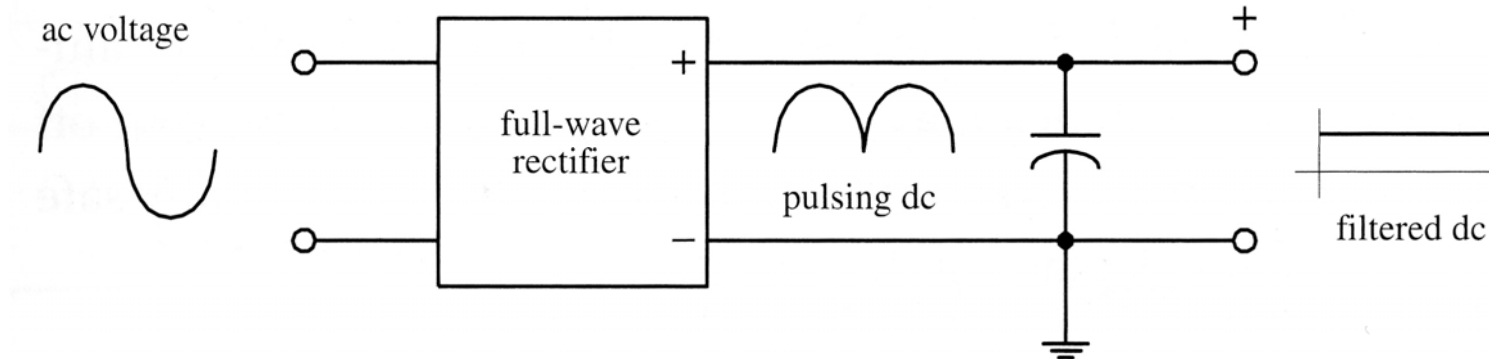 ac voltage
full-wave
rectifier
+
−
pulsing dc
+
filtered dc